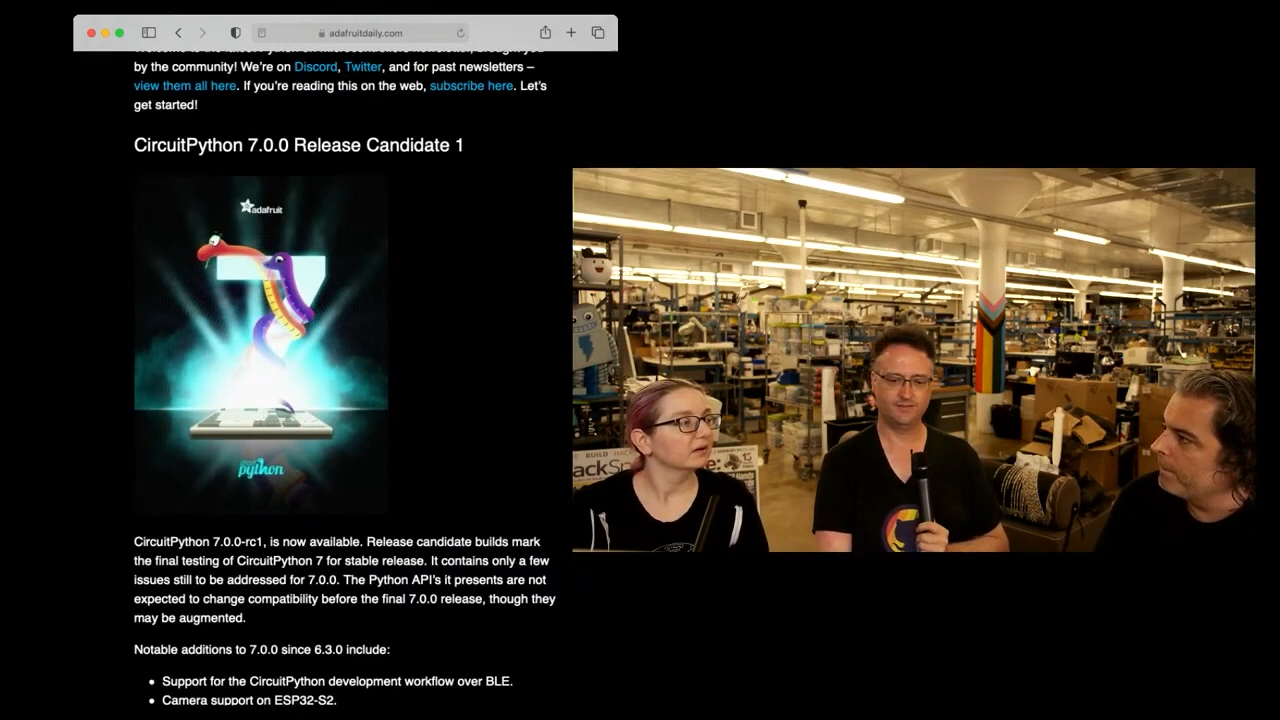 adafruitdaily.com
by the community! We're on Discord, Twitter, and for past newsletters –
view them all here. If you're reading this on the web, subscribe here. Let's
get started!
CircuitPython 7.0.0 Release Candidate 1
adafruit
python
CircuitPython 7.0.0-rc1, is now available. Release candidate builds mark
the final testing of CircuitPython 7 for stable release. It contains only a few
issues still to be addressed for 7.0.0. The Python API's it presents are not
expected to change compatibility before the final 7.0.0 release, though they
may be augmented.
Notable additions to 7.0.0 since 6.3.0 include:
• Support for the CircuitPython development workflow over BLE.
• Camera support on ESP32-S2.